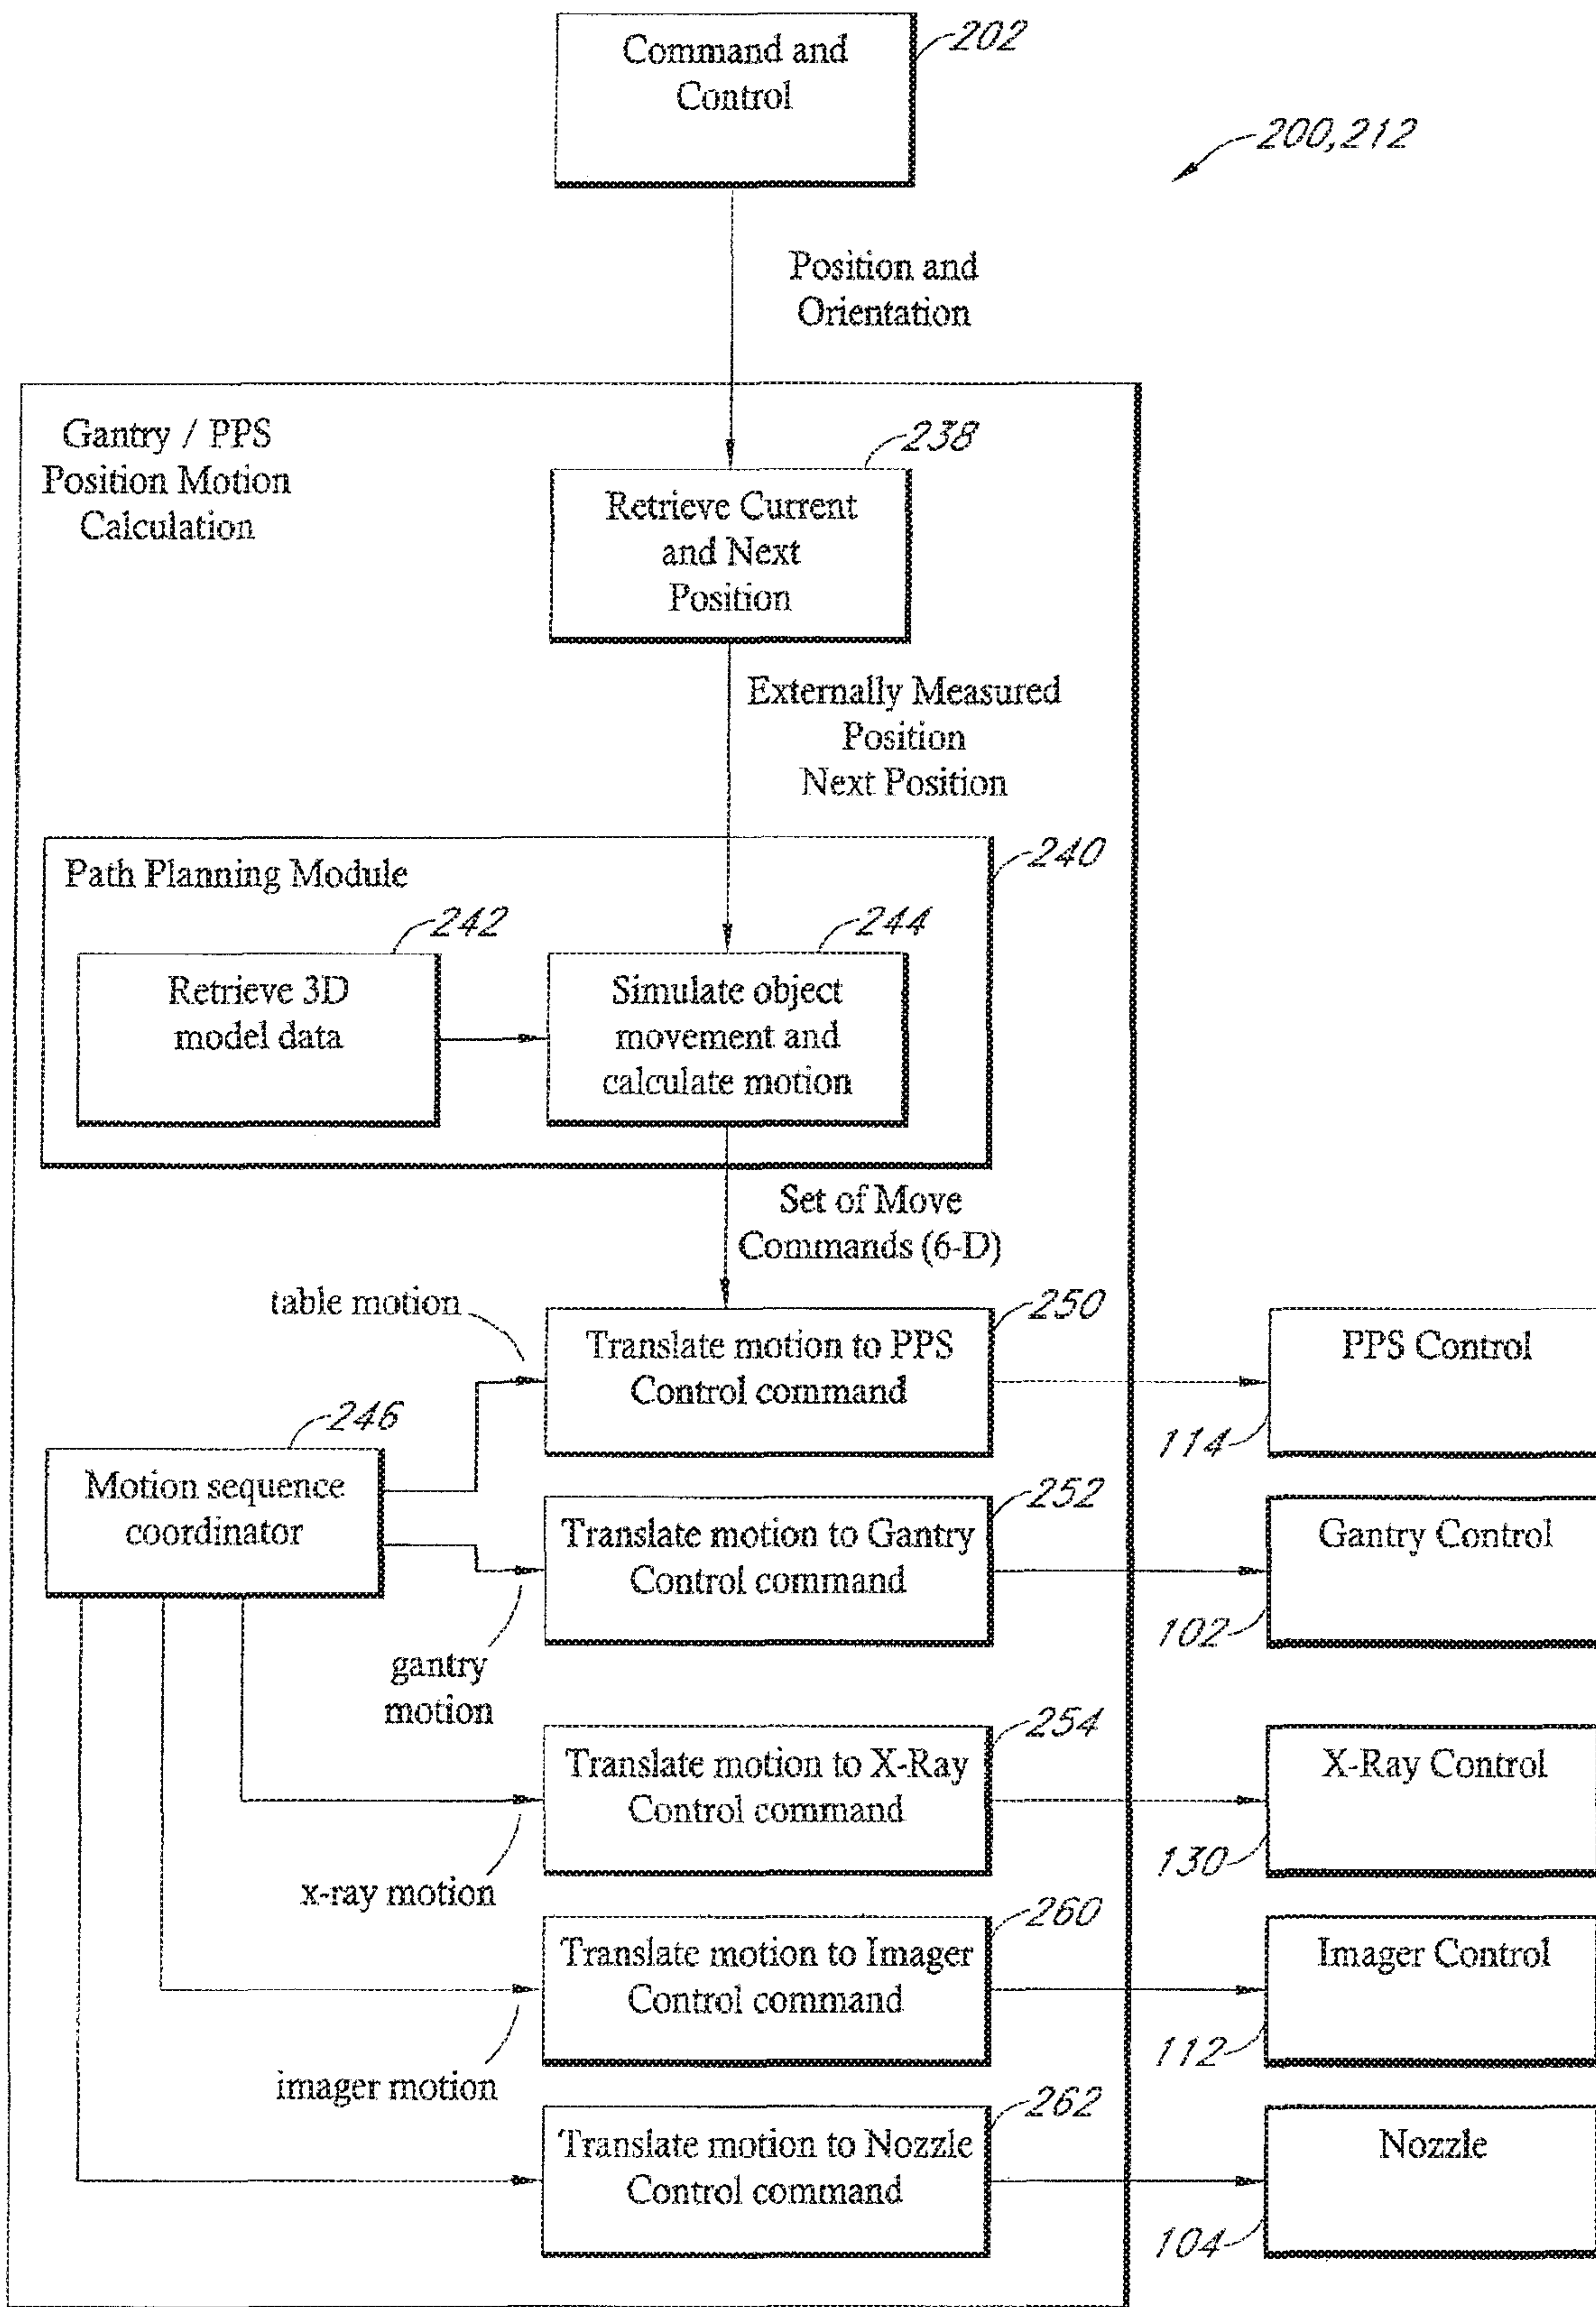 Command and
Control
202
200,212
Position and
Orientation
Gantry / PPS
Position Motion
Calculation
238
Retrieve Current
and Next
Position
Externally Measured
Position
Next Position
Path Planning Module
240
242
Retrieve 3D
model data
244
Simulate object
movement and
calculate motion
Set of Move
Commands (6-D)
table motion
250
Translate motion to PPS
Control command
PPS Control
114
246
Motion sequence
coordinator
252
Translate motion to Gantry
Control command
Gantry Control
102
gantry
motion
254
Translate motion to X-Ray
Control command
X-Ray Control
130
x-ray motion
260
Translate motion to Imager
Control command
Imager Control
112
imager motion
262
Translate motion to Nozzle
Control command
Nozzle
104